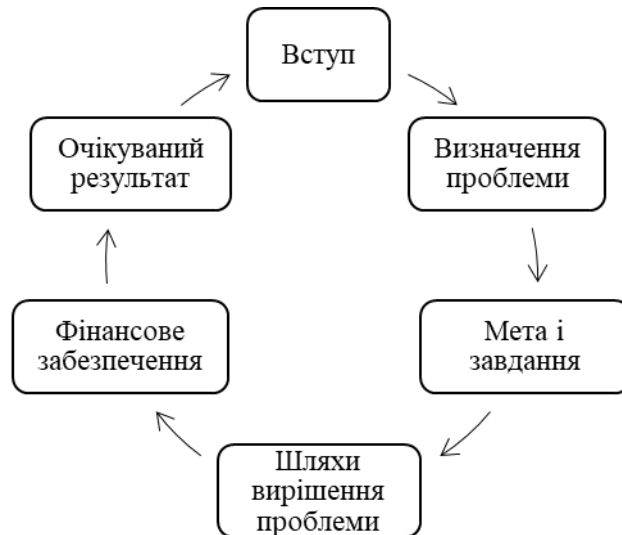 Вступ
Визначення
проблеми
Мета і
завдання
Шляхи
вирішення
проблеми
Фінансове
забезпечення
Очікуваний
результат